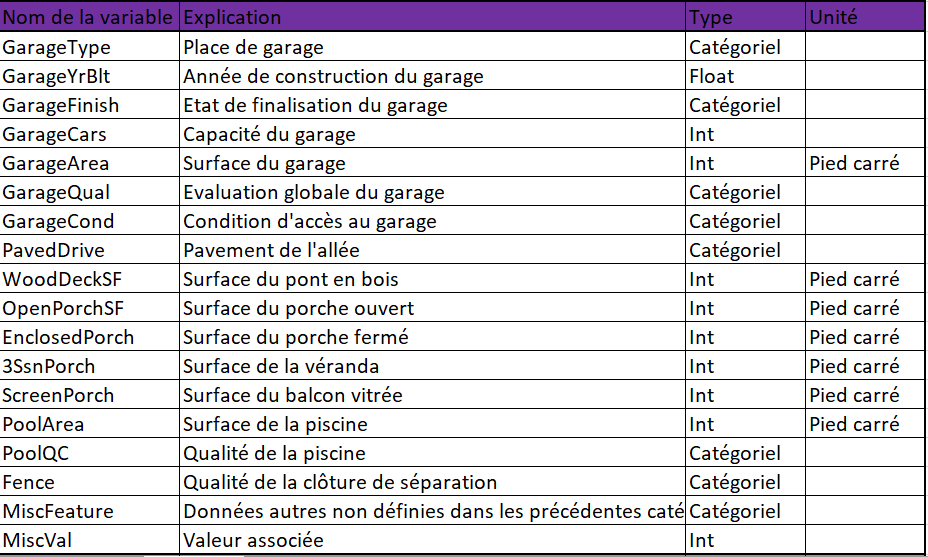 Nom de la variable Explication Type Unité
GarageType Place de garage Catégoriel
GarageYrBlt Année de construction du garage Float
GarageFinish Etat de finalisation du garage Catégoriel
GarageCars Capacité du garage Int
GarageArea Surface du garage Int Pied carré
GarageQual Evaluation globale du garage Catégoriel
GarageCond Condition d'accès au garage Catégoriel
PavedDrive Pavement de l'allée Catégoriel
WoodDeckSF Surface du pont en bois Int Pied carré
OpenPorchSF Surface du porche ouvert Int Pied carré
EnclosedPorch Surface du porche fermé Int Pied carré
3SsnPorch Surface de la véranda Int Pied carré
ScreenPorch Surface du balcon vitrée Int Pied carré
PoolArea Surface de la piscine Int Pied carré
PoolQC Qualité de la piscine Catégoriel
Fence Qualité de la clôture de séparation Catégoriel
MiscFeature Données autres non définies dans les précédentes caté Catégoriel
MiscVal Valeur associée Int